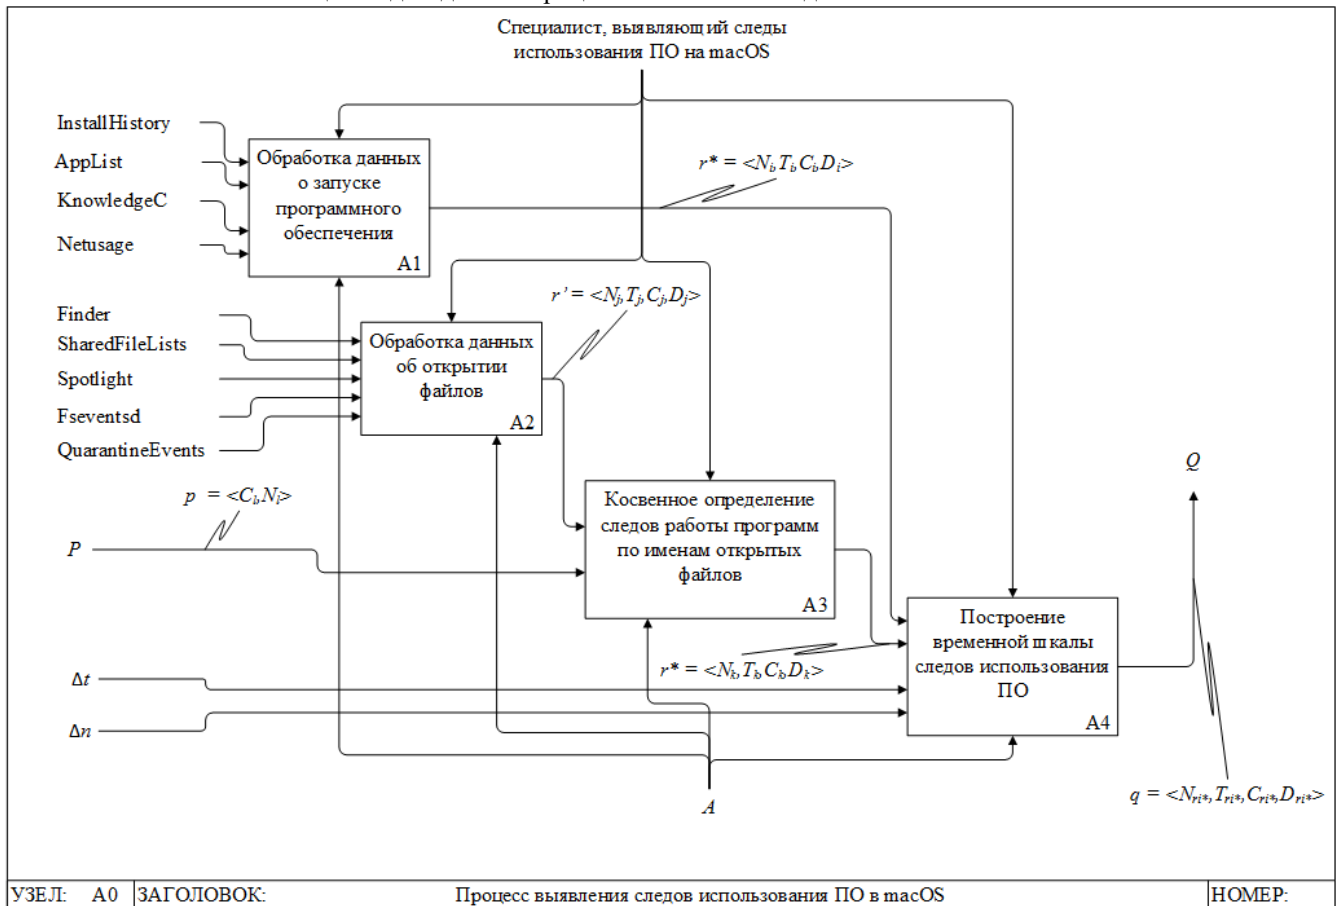 Специалист, выявляющий следы
использования ПО на macOS
InstallHistory
AppList
KnowledgeC
Netusage
Обработка данных
о запуске
программного
обеспечения
A1
r* = <Nᵢ,Tᵢ,Cᵢ,Dᵢ>
Finder
SharedFileLists
Spotlight
Fseventsd
QuarantineEvents
Обработка данных
об открытии
файлов
A2
r’ = <Nⱼ,Tⱼ,Cⱼ,Dⱼ>
p = <Cᵢ,Nᵢ>
P
Косвенное определение
следов работы программ
по именам открытых
файлов
A3
r* = <Nₖ,Tₖ,Cₖ,Dₖ>
Δt
Δn
Построение
временной шкалы
следов использования
ПО
A4
Q
q = <Nri*,Tri*,Cri*,Dri*>
A
УЗЕЛ: A0 ЗАГОЛОВОК: Процесс выявления следов использования ПО в macOS НОМЕР: